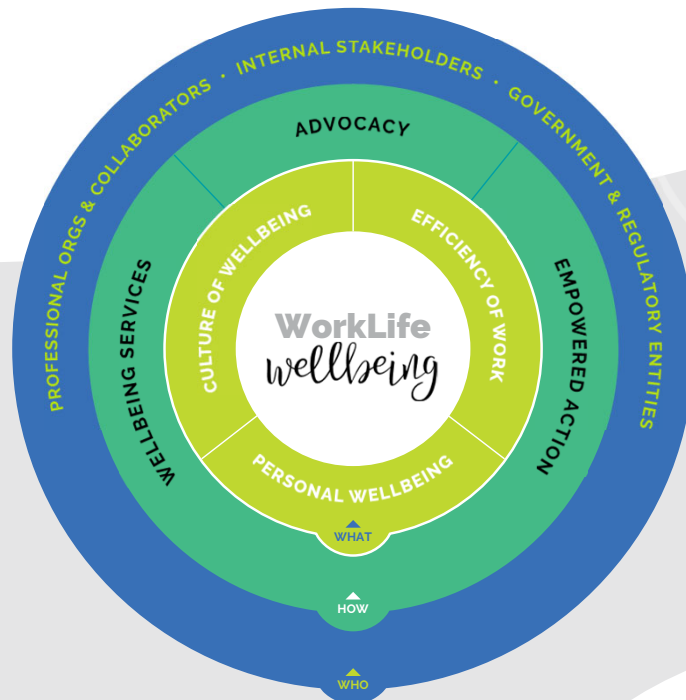 PROFESSIONAL ORGS & COLLABORATORS · INTERNAL STAKEHOLDERS · GOVERNMENT & REGULATORY ENTITIES
ADVOCACY
WELLBEING SERVICES
EMPOWERED ACTION
CULTURE OF WELLBEING
EFFICIENCY OF WORK
PERSONAL WELLBEING
WorkLife
wellbeing
WHAT
HOW
WHO